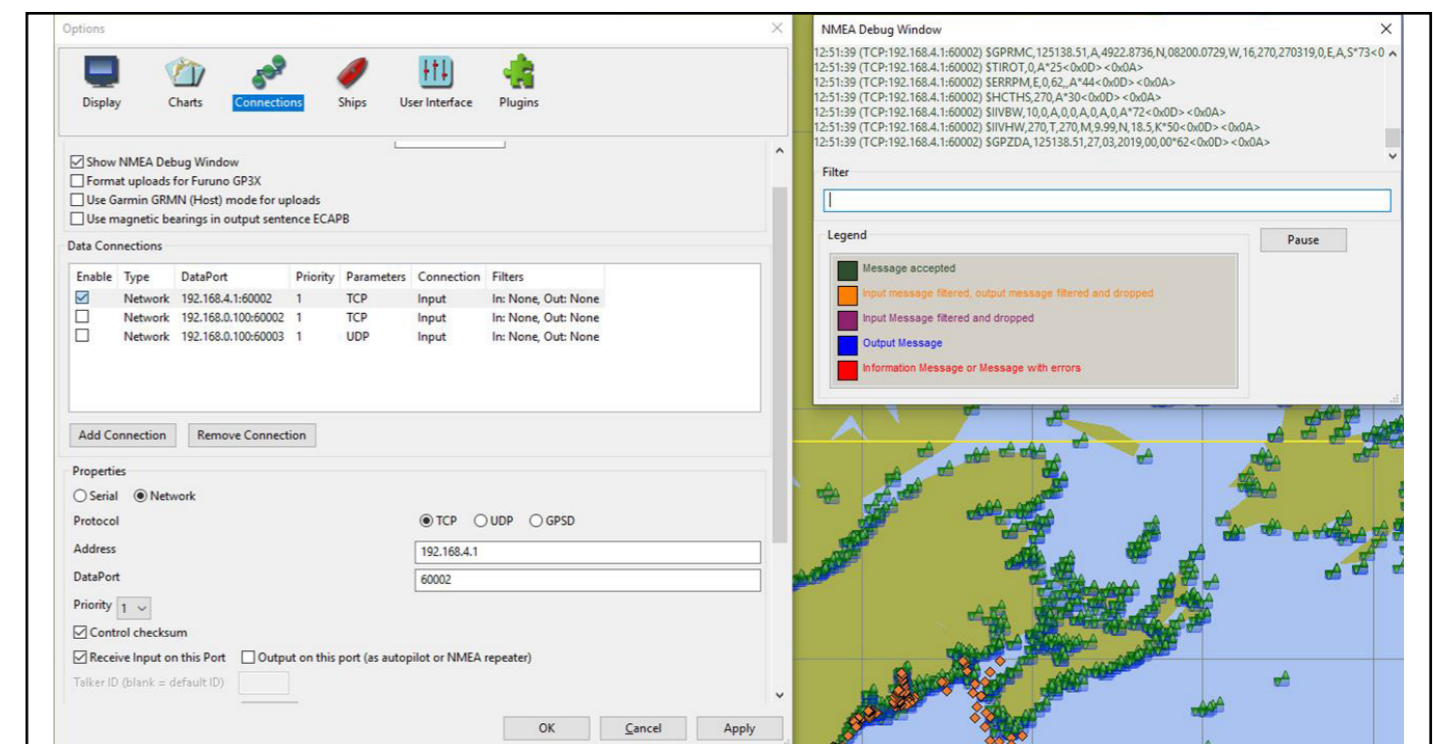 Options
Display
Charts
Connections
Ships
User Interface
Plugins
Show NMEA Debug Window
Format uploads for Furuno GP3X
Use Garmin GRMN (Host) mode for uploads
Use magnetic bearings in output sentence ECAPB
Data Connections
Enable Type DataPort Priority Parameters Connection Filters
Network 192.168.4.1:60002 1 TCP Input In: None, Out: None
Network 192.168.0.100:60002 1 TCP Input In: None, Out: None
Network 192.168.0.100:60003 1 UDP Input In: None, Out: None
Add Connection Remove Connection
Properties
Serial Network
Protocol TCP UDP GPSD
Address 192.168.4.1
DataPort 60002
Priority 1
Control checksum
Receive Input on this Port Output on this port (as autopilot or NMEA repeater)
Talker ID (blank = default ID)
OK Cancel Apply
NMEA Debug Window
12:51:39 (TCP:192.168.4.1:60002) $GPRMC,125138.51,A,4922.8736,N,08200.0729,W,16,270,270319,0,E,A,S*73<0
12:51:39 (TCP:192.168.4.1:60002) $TIROT,0,A*25<0x0D><0x0A>
12:51:39 (TCP:192.168.4.1:60002) $ERRPM,E,0,62,,A*44<0x0D><0x0A>
12:51:39 (TCP:192.168.4.1:60002) $HCTHS,270,A*30<0x0D><0x0A>
12:51:39 (TCP:192.168.4.1:60002) $IIVBW,10,0,A,0,0,A,0,A,0,A*72<0x0D><0x0A>
12:51:39 (TCP:192.168.4.1:60002) $IIVHW,270,T,270,M,9.99,N,18.5,K*50<0x0D><0x0A>
12:51:39 (TCP:192.168.4.1:60002) $GPZDA,125138.51,27,03,2019,00,00*62<0x0D><0x0A>
Filter
Legend
Pause
Message accepted
Input message filtered, output message filtered and dropped
Input Message filtered and dropped
Output Message
Information Message or Message with errors